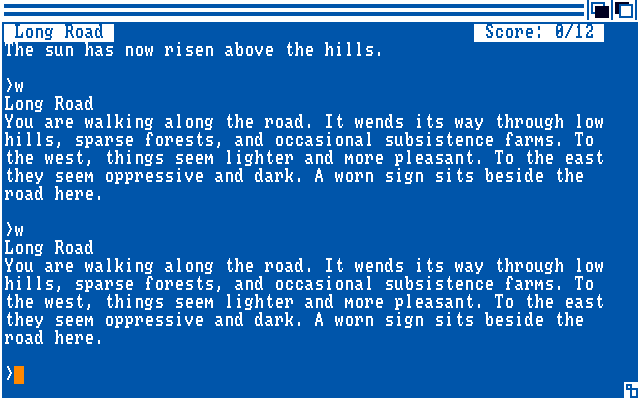 Long Road Score: 0/12
The sun has now risen above the hills.
>w
Long Road
You are walking along the road. It wends its way through low
hills, sparse forests, and occasional subsistence farms. To
the west, things seem lighter and more pleasant. To the east
they seem oppressive and dark. A worn sign sits beside the
road here.
>w
Long Road
You are walking along the road. It wends its way through low
hills, sparse forests, and occasional subsistence farms. To
the west, things seem lighter and more pleasant. To the east
they seem oppressive and dark. A worn sign sits beside the
road here.
>